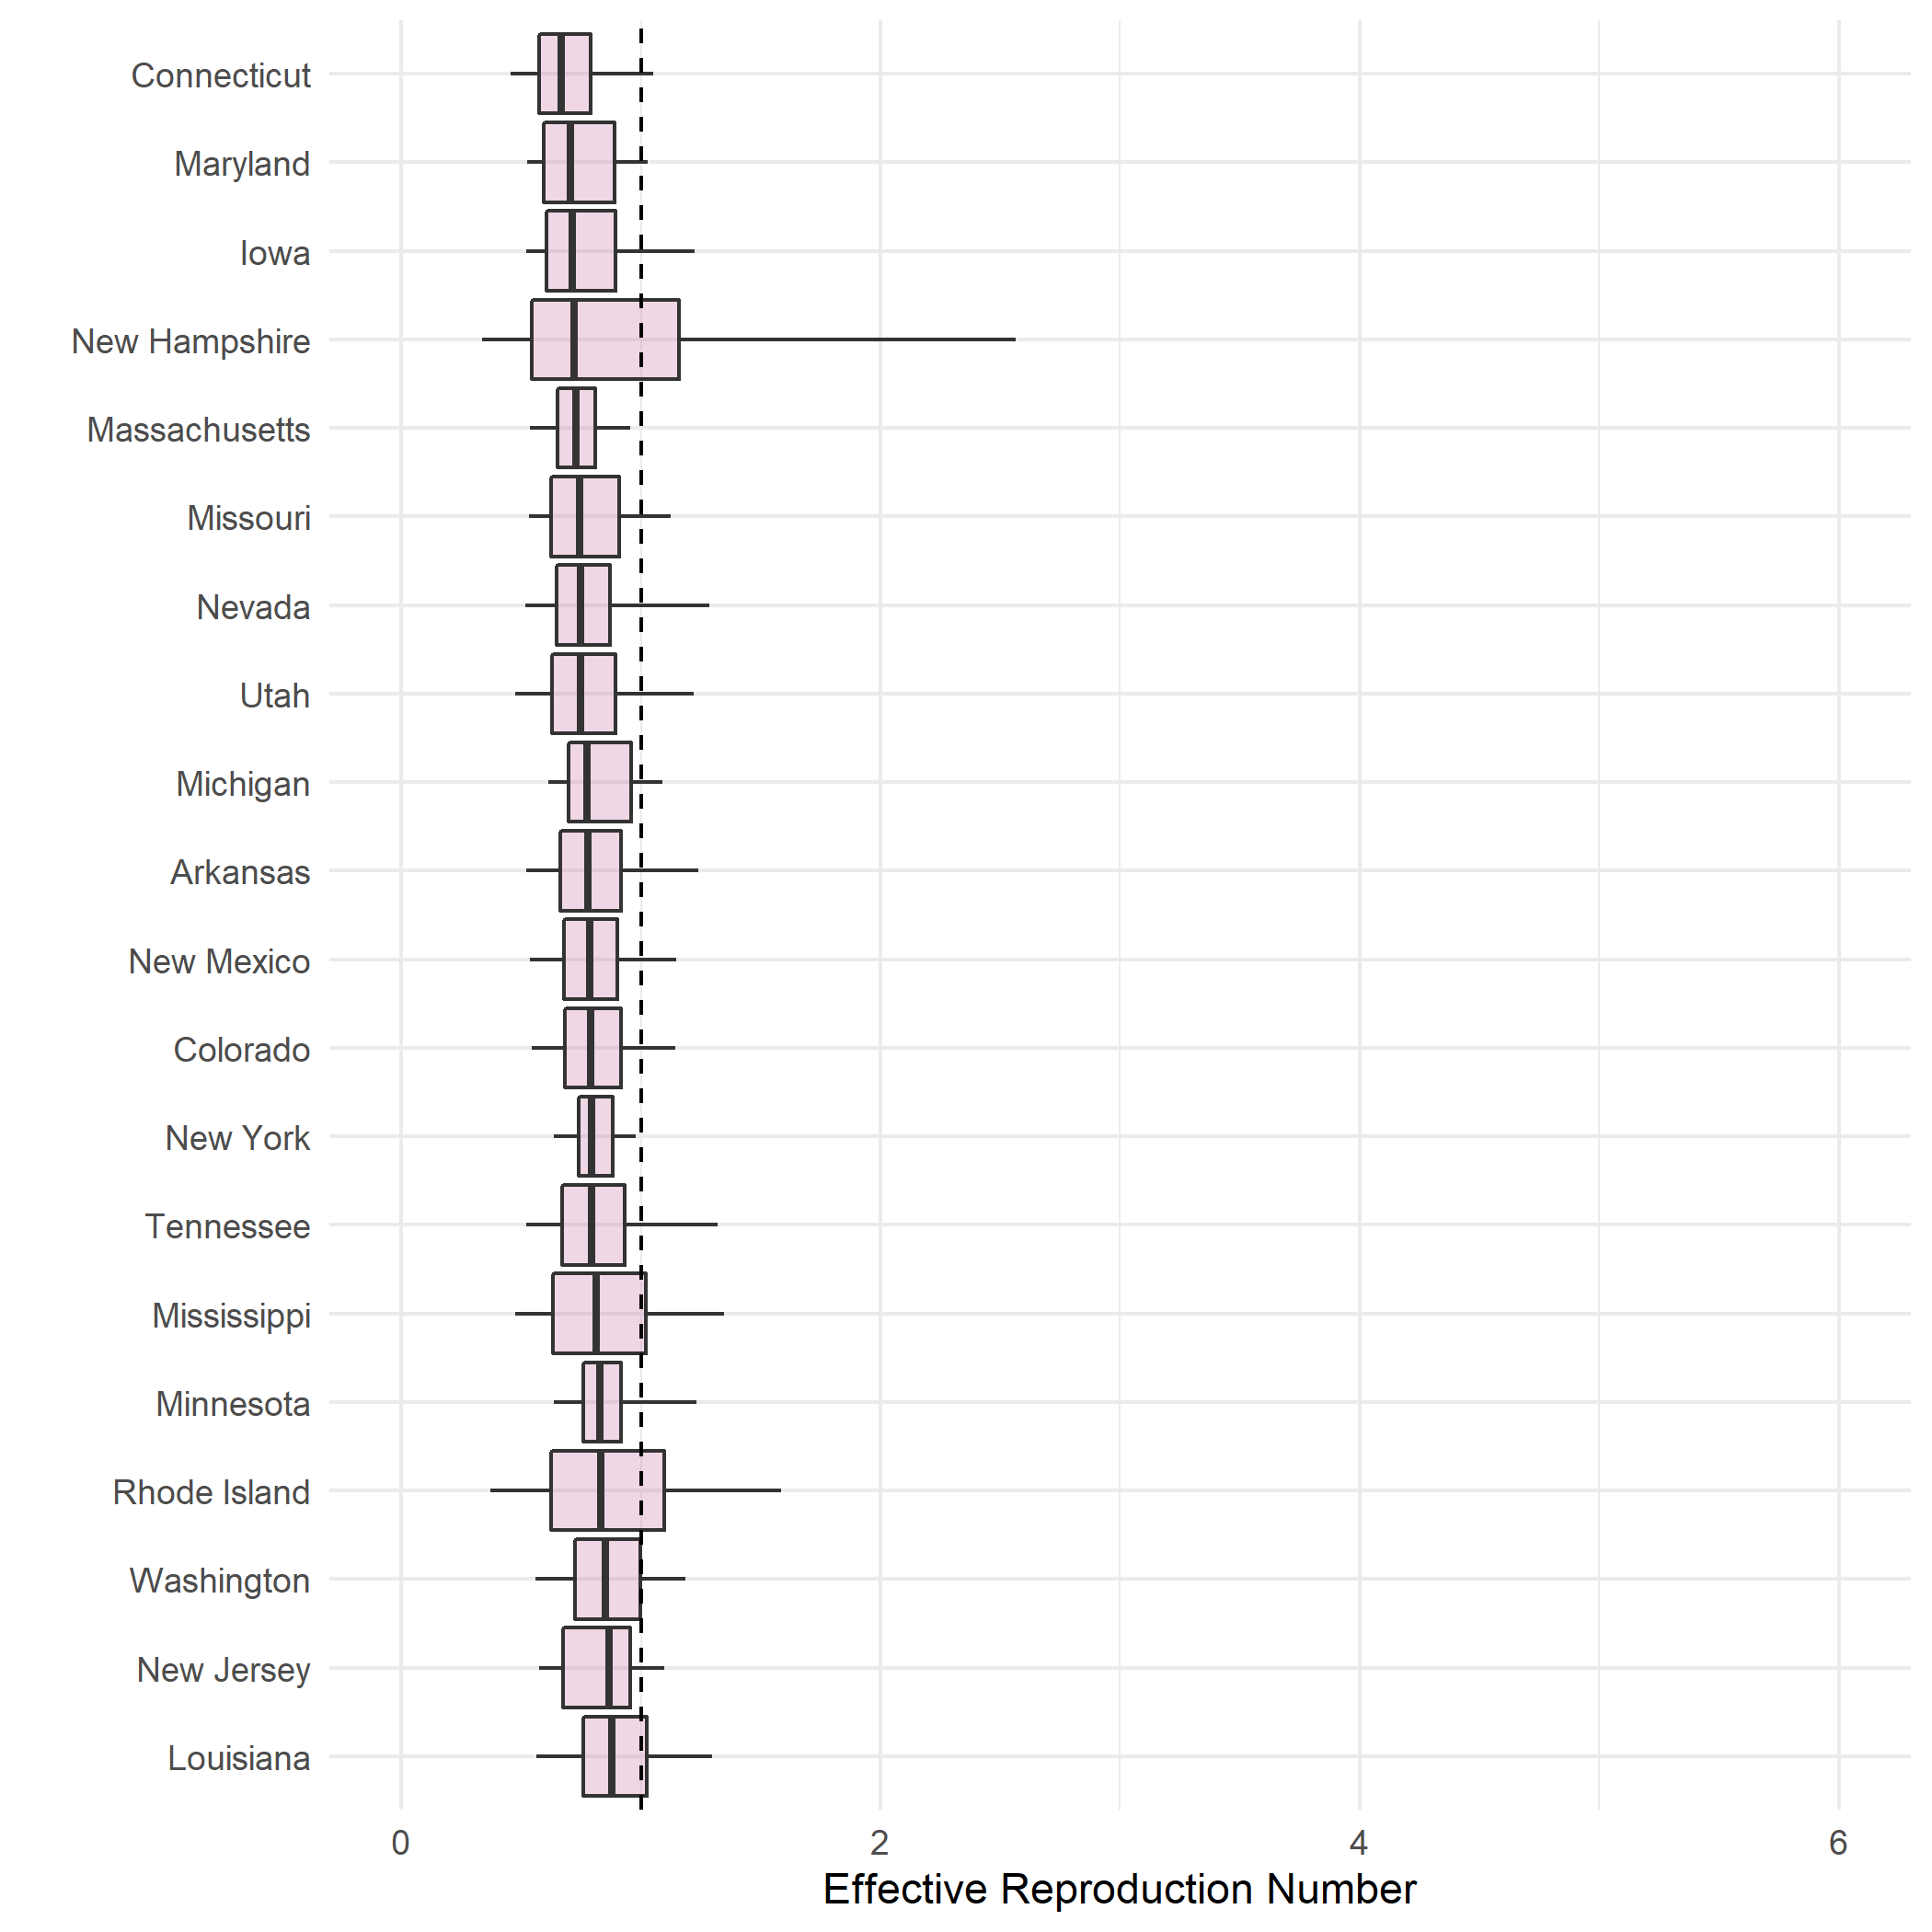 Connecticut
Maryland
Iowa
New Hampshire
Massachusetts
Missouri
Nevada
Utah
Michigan
Arkansas
New Mexico
Colorado
New York
Tennessee
Mississippi
Minnesota
Rhode Island
Washington
New Jersey
Louisiana
0 2 4 6
Effective Reproduction Number